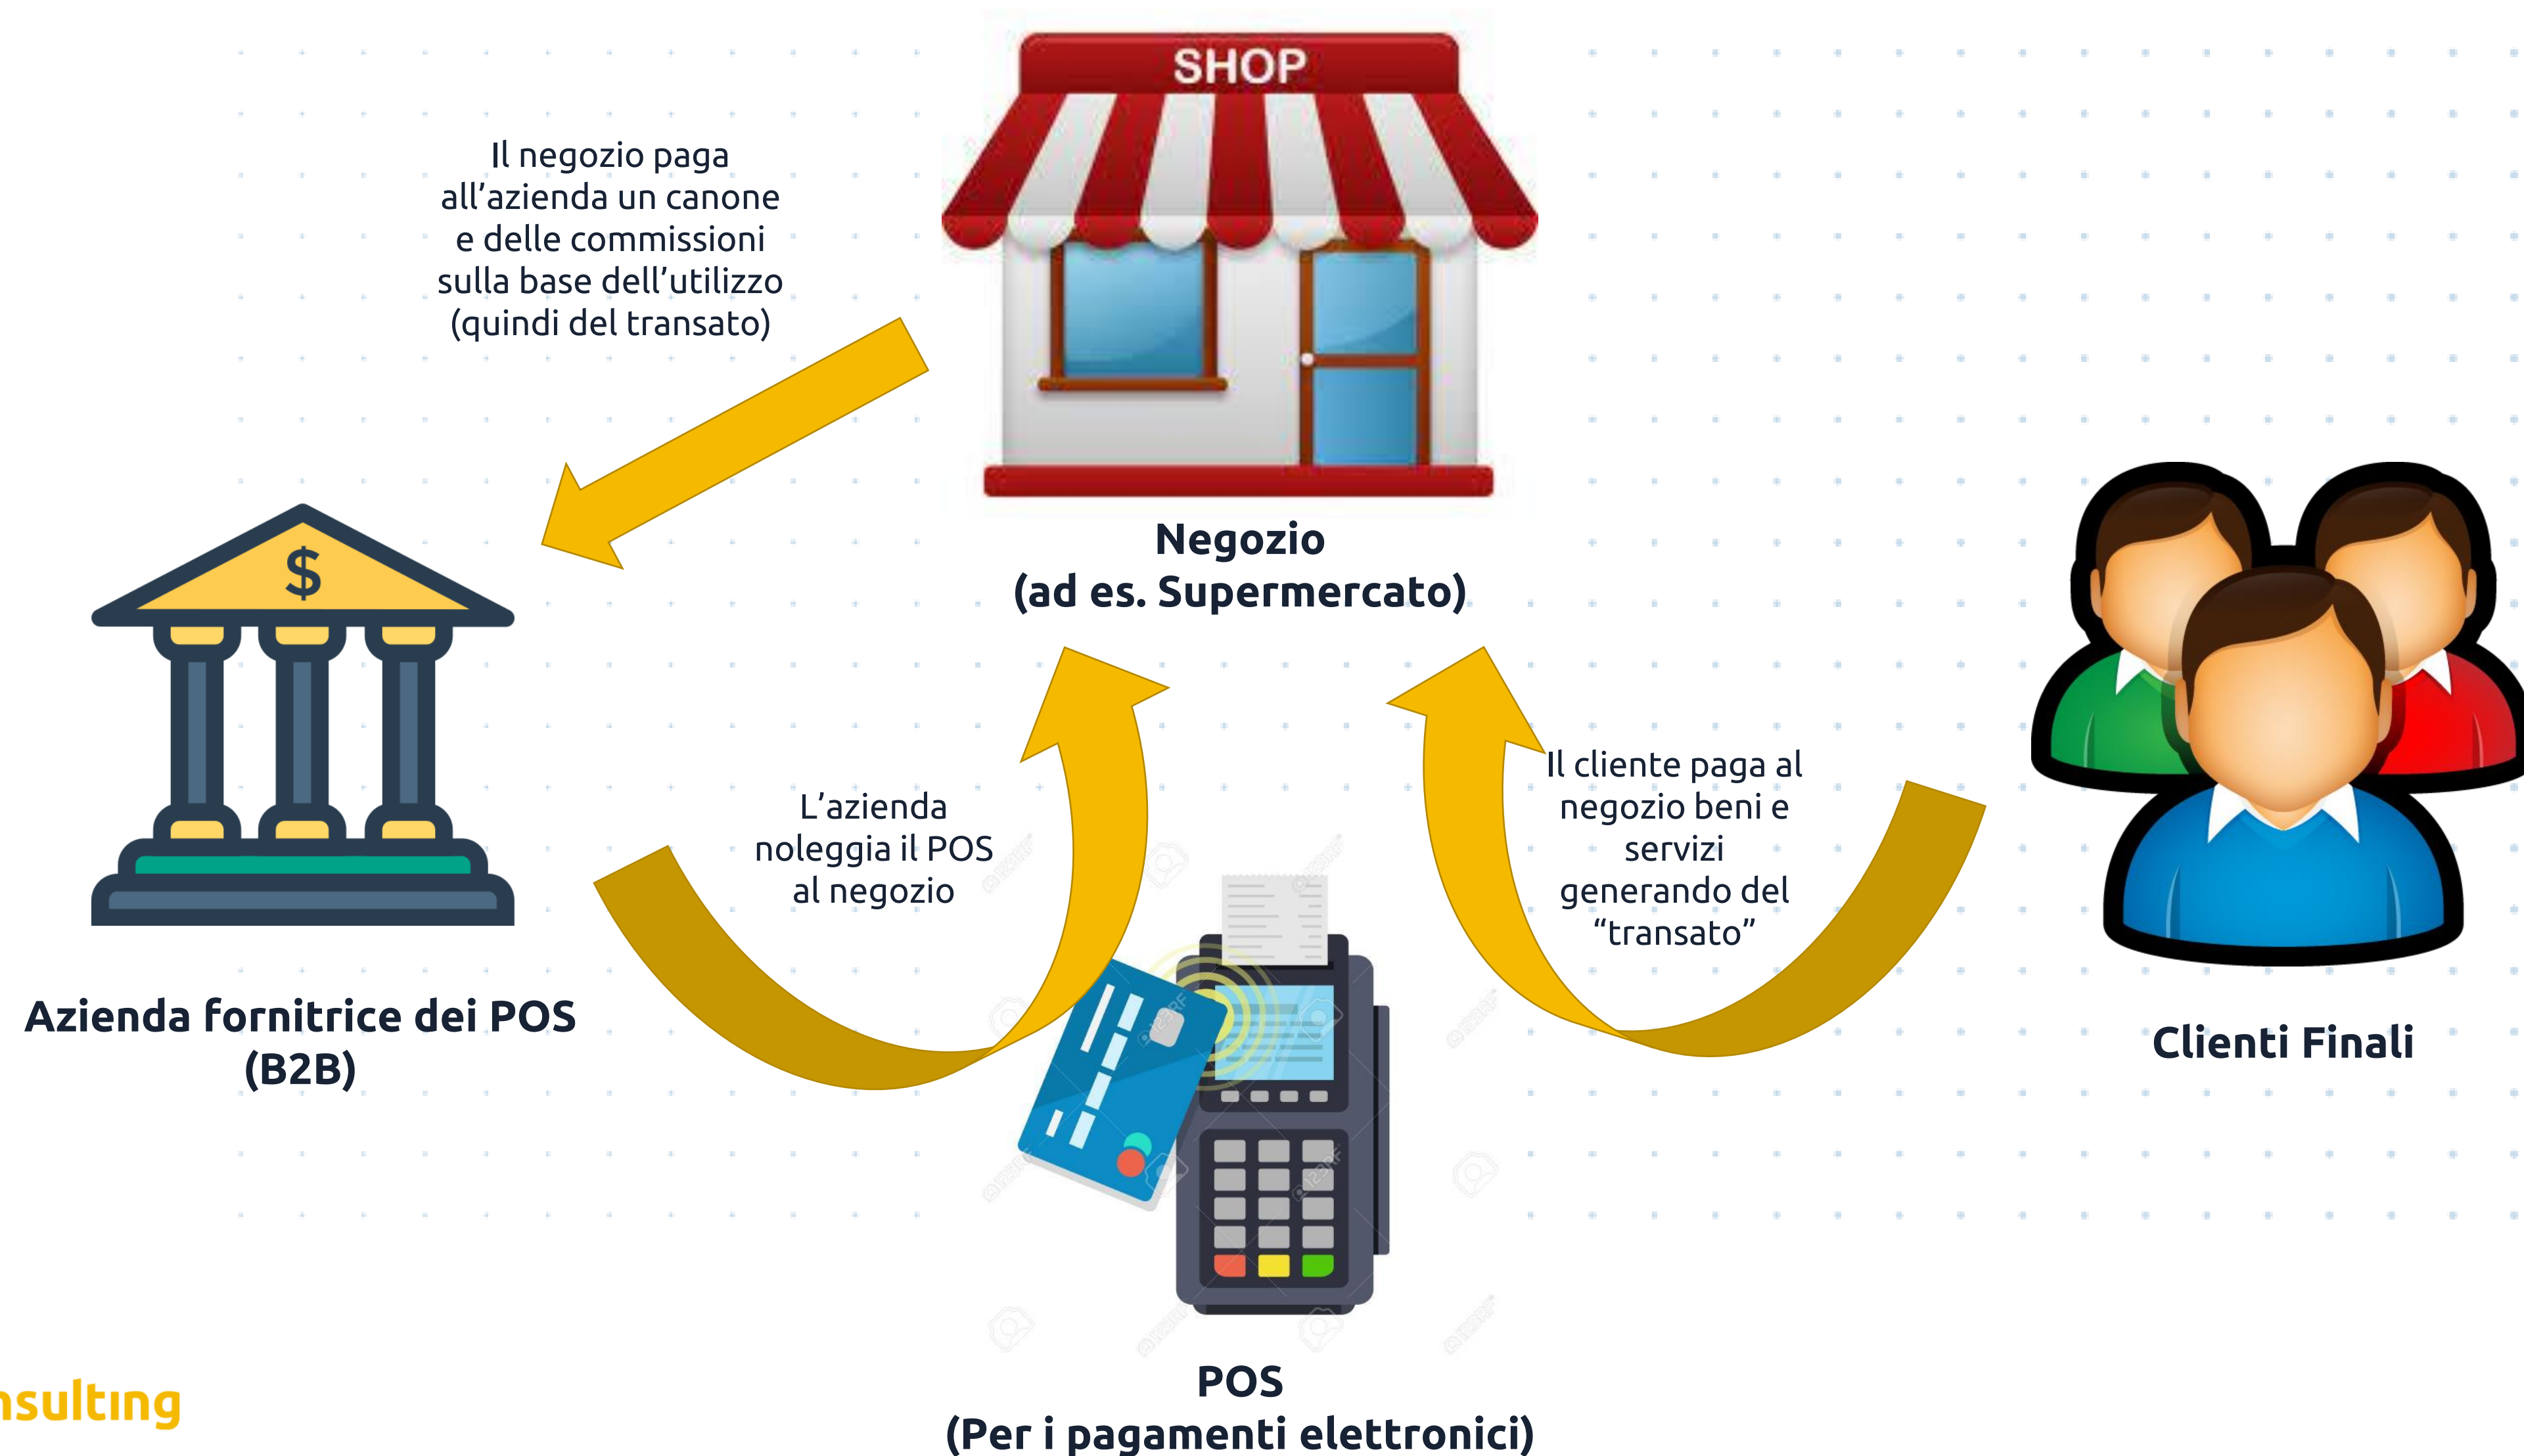 SHOP
Il negozio paga
all’azienda un canone
e delle commissioni
sulla base dell’utilizzo
(quindi del transato)
$
Negozio
(ad es. Supermercato)
L’azienda
noleggia il POS
al negozio
Il cliente paga al
negozio beni e
servizi
generando del
“transato”
Azienda fornitrice dei POS
(B2B)
Clienti Finali
POS
(Per i pagamenti elettronici)
nsulting
©123RF